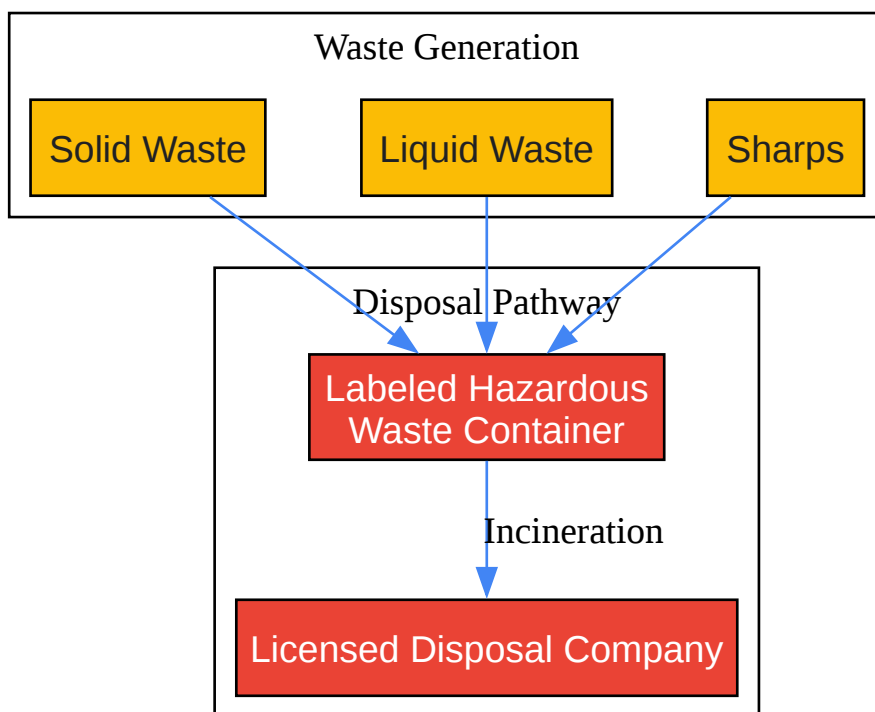 Waste Generation
Solid Waste
Liquid Waste
Sharps
Disposal Pathway
Labeled Hazardous
Waste Container
Incineration
Licensed Disposal Company